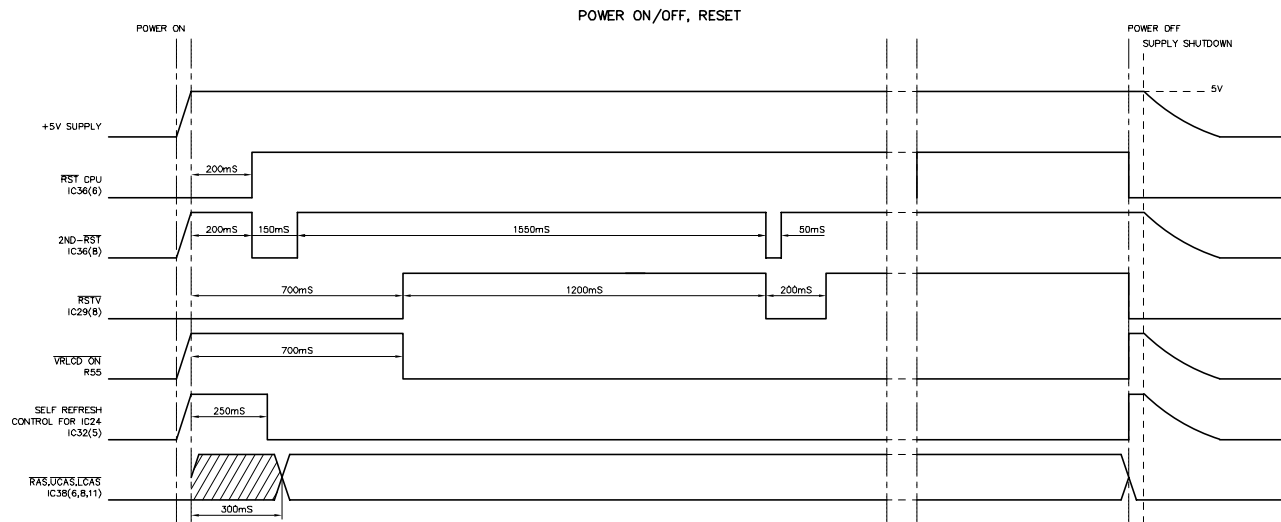 POWER ON/OFF, RESET
POWER ON
POWER OFF
SUPPLY SHUTDOWN
5V
+5V SUPPLY
200mS
RST CPU
IC36(6)
200mS
150mS
1550mS
50mS
2ND-RST
IC36(8)
700mS
1200mS
200mS
RSTV
IC29(8)
700mS
VRLCD ON
R55
250mS
SELF REFRESH
CONTROL FOR IC24
IC32(5)
RAS,UCAS,LCAS
IC38(6,8,11)
300mS